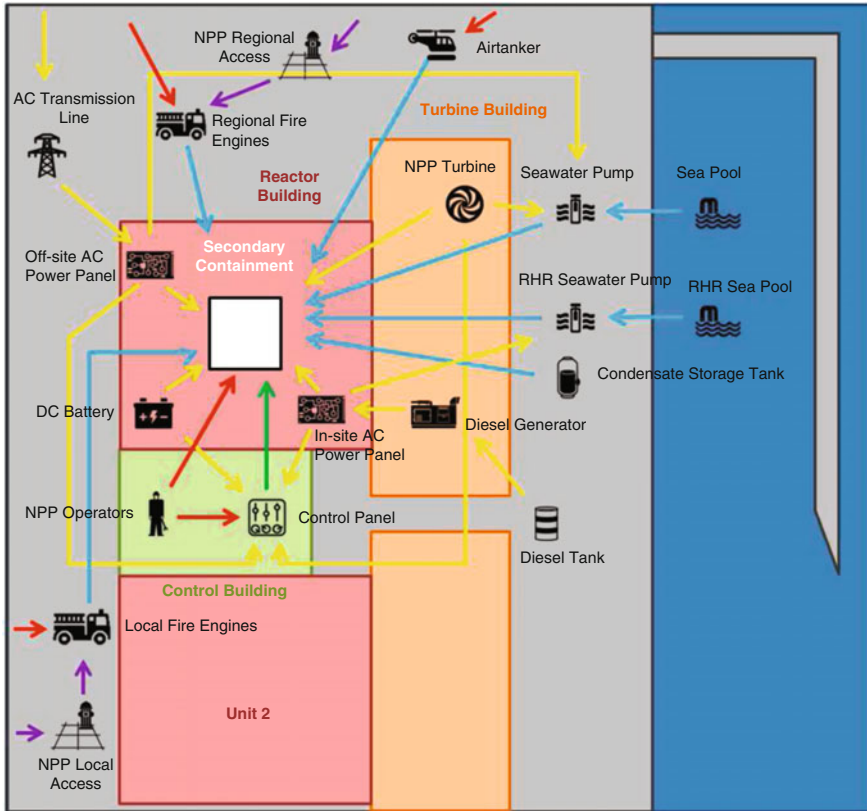 NPP Regional
Access
Airtanker
AC Transmission
Line
Regional Fire
Engines
Turbine Building
Reactor
Building
NPP Turbine
Seawater Pump
Sea Pool
Secondary
Containment
Off-site AC
Power Panel
RHR Seawater Pump
RHR Sea Pool
Condensate Storage Tank
DC Battery
In-site AC
Power Panel
Diesel Generator
NPP Operators
Control Panel
Diesel Tank
Control Building
Local Fire Engines
Unit 2
NPP Local
Access